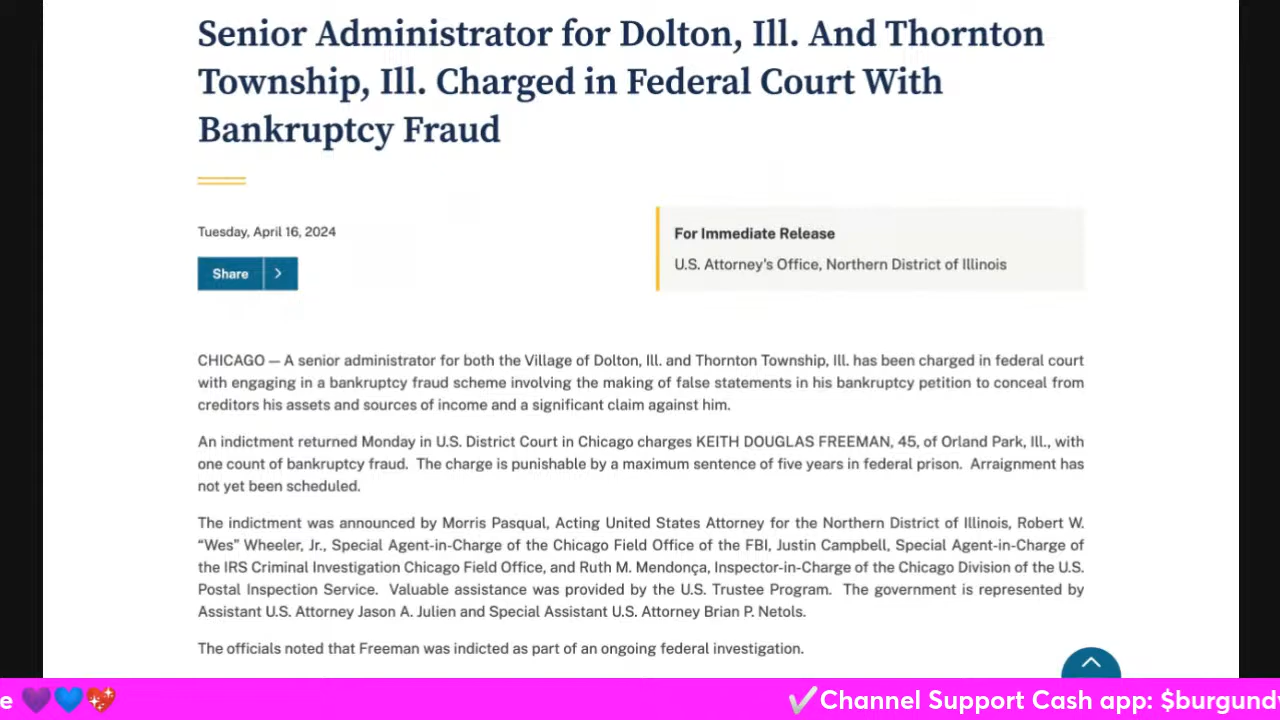 Senior Administrator for Dolton, Ill. And Thornton
Township, Ill. Charged in Federal Court With
Bankruptcy Fraud
Tuesday, April 16, 2024
Share
For Immediate Release
U.S. Attorney's Office, Northern District of Illinois
CHICAGO — A senior administrator for both the Village of Dolton, Ill. and Thornton Township, Ill. has been charged in federal court
with engaging in a bankruptcy fraud scheme involving the making of false statements in his bankruptcy petition to conceal from
creditors his assets and sources of income and a significant claim against him.
An indictment returned Monday in U.S. District Court in Chicago charges KEITH DOUGLAS FREEMAN, 45, of Orland Park, Ill., with
one count of bankruptcy fraud.  The charge is punishable by a maximum sentence of five years in federal prison.  Arraignment has
not yet been scheduled.
The indictment was announced by Morris Pasqual, Acting United States Attorney for the Northern District of Illinois, Robert W.
“Wes” Wheeler, Jr., Special Agent-in-Charge of the Chicago Field Office of the FBI, Justin Campbell, Special Agent-in-Charge of
the IRS Criminal Investigation Chicago Field Office, and Ruth M. Mendonça, Inspector-in-Charge of the Chicago Division of the U.S.
Postal Inspection Service.  Valuable assistance was provided by the U.S. Trustee Program.  The government is represented by
Assistant U.S. Attorney Jason A. Julien and Special Assistant U.S. Attorney Brian P. Netols.
The officials noted that Freeman was indicted as part of an ongoing federal investigation.
e 💜💙💖 ✔Channel Support Cash app: $burgundy